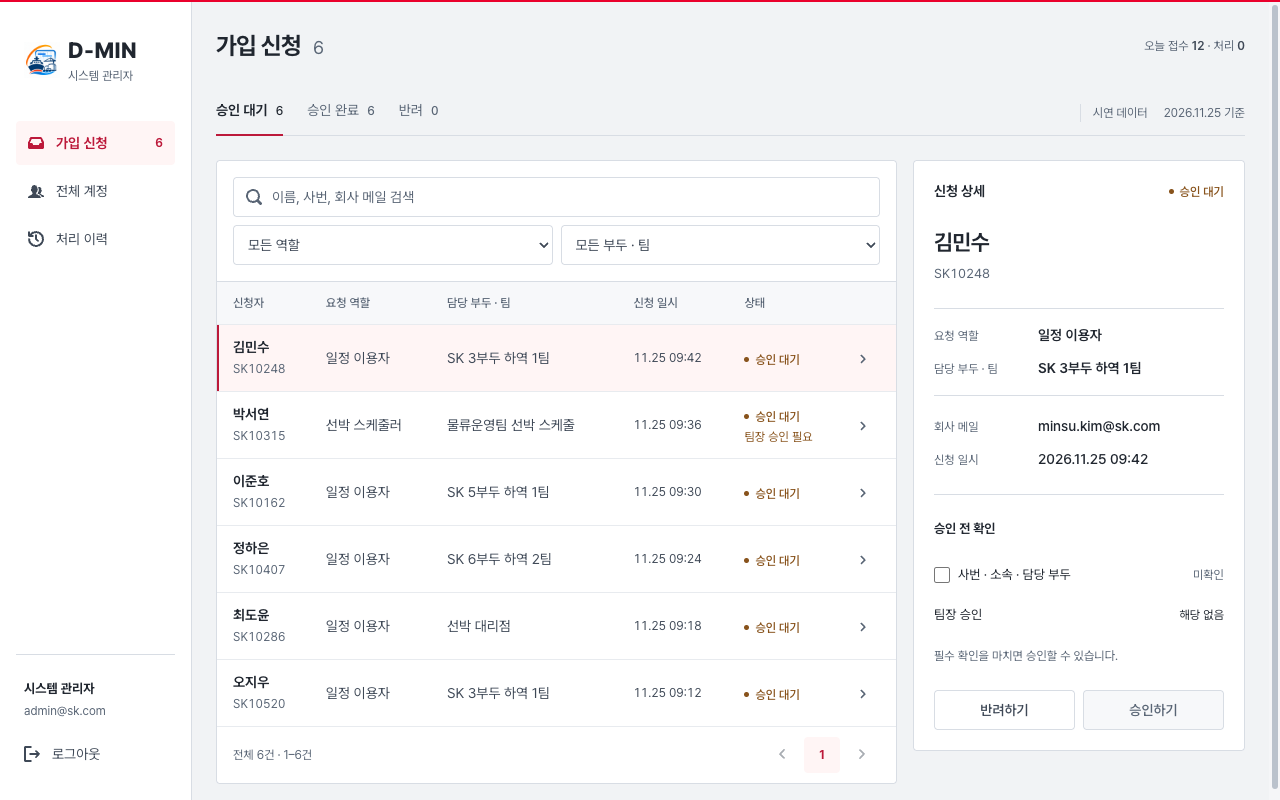 D-MIN
시스템 관리자
가입 신청 6
전체 계정
처리 이력
시스템 관리자
admin@sk.com
로그아웃
가입 신청 6
오늘 접수 12 · 처리 0
승인 대기 6 승인 완료 6 반려 0
시연 데이터 2026.11.25 기준
이름, 사번, 회사 메일 검색
모든 역할
모든 부두 · 팀
신청자 요청 역할 담당 부두 · 팀 신청 일시 상태
김민수
SK10248
일정 이용자
SK 3부두 하역 1팀
11.25 09:42
승인 대기
박서연
SK10315
선박 스케줄러
물류운영팀 선박 스케줄
11.25 09:36
승인 대기
팀장 승인 필요
이준호
SK10162
일정 이용자
SK 5부두 하역 1팀
11.25 09:30
승인 대기
정하은
SK10407
일정 이용자
SK 6부두 하역 2팀
11.25 09:24
승인 대기
최도윤
SK10286
일정 이용자
선박 대리점
11.25 09:18
승인 대기
오지우
SK10520
일정 이용자
SK 3부두 하역 1팀
11.25 09:12
승인 대기
전체 6건 · 1–6건
1
신청 상세
승인 대기
김민수
SK10248
요청 역할 일정 이용자
담당 부두 · 팀 SK 3부두 하역 1팀
회사 메일 minsu.kim@sk.com
신청 일시 2026.11.25 09:42
승인 전 확인
사번 · 소속 · 담당 부두 미확인
팀장 승인 해당 없음
필수 확인을 마치면 승인할 수 있습니다.
반려하기
승인하기